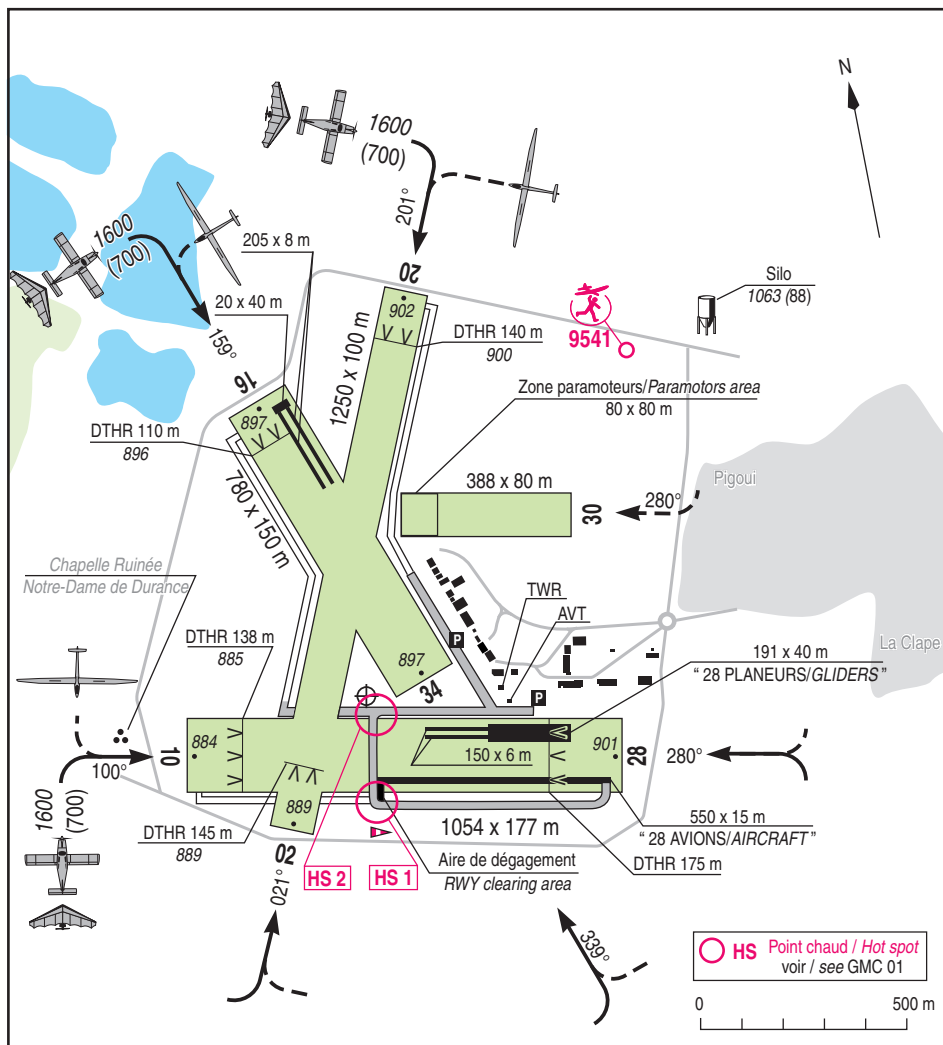 N
1600
(700)
201°
20
902
DTHR 140 m
900
9541
Silo
1063 (88)
1600
(700)
159°
205 x 8 m
20 x 40 m
16
897
DTHR 110 m
896
1250 x 100 m
780 x 150 m
Zone paramoteurs/Paramotors area
80 x 80 m
388 x 80 m
30
280°
Pigoui
Chapelle Ruinée
Notre-Dame de Durance
TWR
AVT
P
P
La Clape
DTHR 138 m
885
897
34
191 x 40 m
“ 28 PLANEURS/GLIDERS ”
10
884
100°
150 x 6 m
901
28
280°
1600
(700)
889
DTHR 145 m
889
02
021°
1054 x 177 m
550 x 15 m
“ 28 AVIONS/AIRCRAFT ”
DTHR 175 m
HS 2
HS 1
Aire de dégagement
RWY clearing area
339°
HS Point chaud / Hot spot
voir / see GMC 01
0 500 m